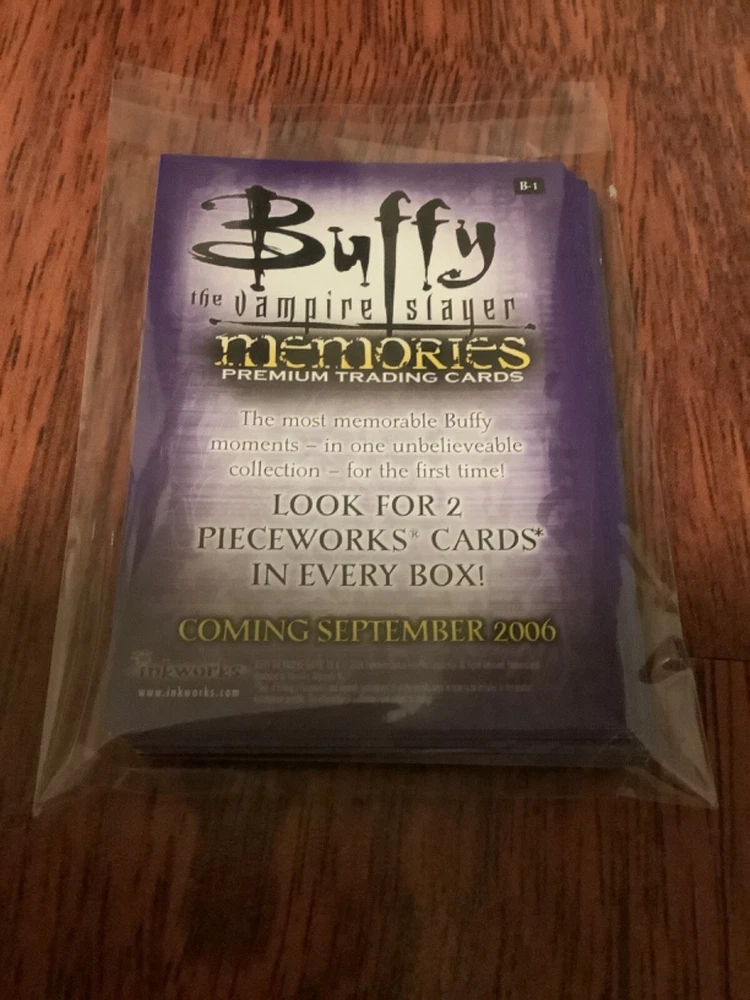 B-1
Buffy
the vampire slayer
memories
PREMIUM TRADING CARDS
The most memorable Buffy
moments – in one unbelieveable
collection – for the first time!
LOOK FOR 2
PIECEWORKS® CARDS*
IN EVERY BOX!
COMING SEPTEMBER 2006
inkworks
www.inkworks.com